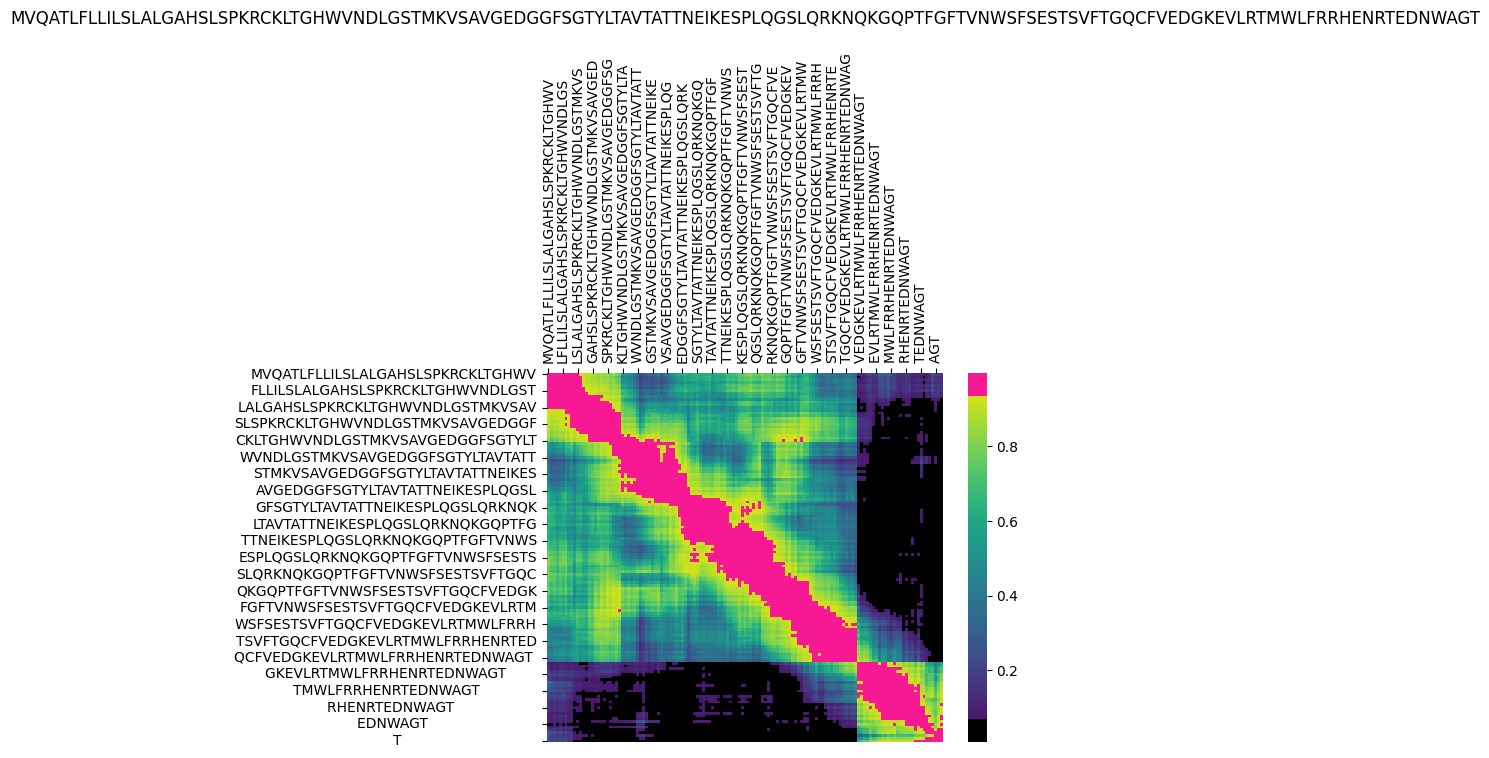 MVQATLFLLILSLALGAHSLSPKRCKLTGHWVNDLGSTMKVSAVGEDGGFSGTYLTAVTATTNEIKESPLQGSLQRKNQKGQPTFGFTVNWSFSESTSVFTGQCFVEDGKEVLRTMWLFRRHENRTEDNWAGT
MVQATLFLLILSLALGAHSLSPKRCKLTGHWV
LFLLILSLALGAHSLSPKRCKLTGHWVNDLGS
LSLALGAHSLSPKRCKLTGHWVNDLGSTMKVS
GAHSLSPKRCKLTGHWVNDLGSTMKVSAVGED
SPKRCKLTGHWVNDLGSTMKVSAVGEDGGFSG
KLTGHWVNDLGSTMKVSAVGEDGGFSGTYLTA
WVNDLGSTMKVSAVGEDGGFSGTYLTAVTATT
GSTMKVSAVGEDGGFSGTYLTAVTATTNEIKE
VSAVGEDGGFSGTYLTAVTATTNEIKESPLQG
EDGGFSGTYLTAVTATTNEIKESPLQGSLQRK
SGTYLTAVTATTNEIKESPLQGSLQRKNQKGQ
TAVTATTNEIKESPLQGSLQRKNQKGQPTFGF
TTNEIKESPLQGSLQRKNQKGQPTFGFTVNWS
KESPLQGSLQRKNQKGQPTFGFTVNWSFSEST
QGSLQRKNQKGQPTFGFTVNWSFSESTSVFTG
RKNQKGQPTFGFTVNWSFSESTSVFTGQCFVE
GQPTFGFTVNWSFSESTSVFTGQCFVEDGKEV
GFTVNWSFSESTSVFTGQCFVEDGKEVLRTMW
WSFSESTSVFTGQCFVEDGKEVLRTMWLFRRH
STSVFTGQCFVEDGKEVLRTMWLFRRHENRTE
TGQCFVEDGKEVLRTMWLFRRHENRTEDNWAG
VEDGKEVLRTMWLFRRHENRTEDNWAGT
EVLRTMWLFRRHENRTEDNWAGT
MWLFRRHENRTEDNWAGT
RHENRTEDNWAGT
TEDNWAGT
AGT
MVQATLFLLILSLALGAHSLSPKRCKLTGHWV
FLLILSLALGAHSLSPKRCKLTGHWVNDLGST
LALGAHSLSPKRCKLTGHWVNDLGSTMKVSAV
SLSPKRCKLTGHWVNDLGSTMKVSAVGEDGGF
CKLTGHWVNDLGSTMKVSAVGEDGGFSGTYLT
WVNDLGSTMKVSAVGEDGGFSGTYLTAVTATT
STMKVSAVGEDGGFSGTYLTAVTATTNEIKES
AVGEDGGFSGTYLTAVTATTNEIKESPLQGSL
GFSGTYLTAVTATTNEIKESPLQGSLQRKNQK
LTAVTATTNEIKESPLQGSLQRKNQKGQPTFG
TTNEIKESPLQGSLQRKNQKGQPTFGFTVNWS
ESPLQGSLQRKNQKGQPTFGFTVNWSFSESTS
SLQRKNQKGQPTFGFTVNWSFSESTSVFTGQC
QKGQPTFGFTVNWSFSESTSVFTGQCFVEDGK
FGFTVNWSFSESTSVFTGQCFVEDGKEVLRTM
WSFSESTSVFTGQCFVEDGKEVLRTMWLFRRH
TSVFTGQCFVEDGKEVLRTMWLFRRHENRTED
QCFVEDGKEVLRTMWLFRRHENRTEDNWAGT
GKEVLRTMWLFRRHENRTEDNWAGT
TMWLFRRHENRTEDNWAGT
RHENRTEDNWAGT
EDNWAGT
T
0.8
0.6
0.4
0.2